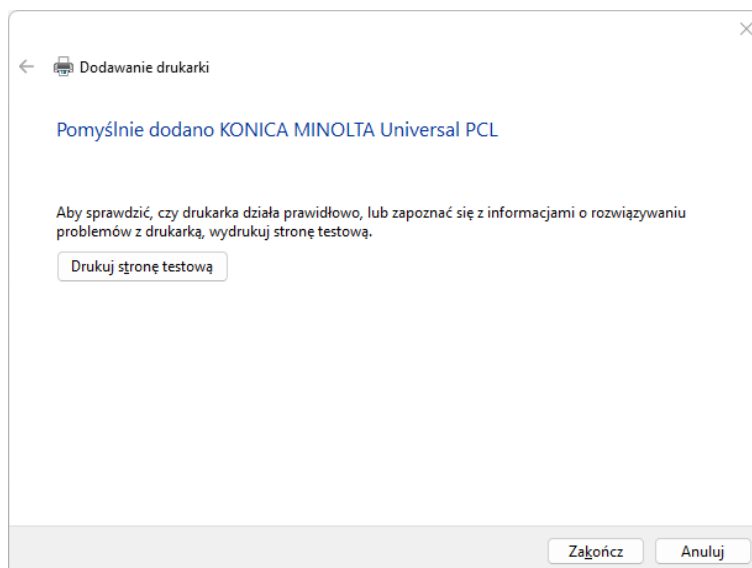 Dodawanie drukarki
Pomyślnie dodano KONICA MINOLTA Universal PCL
Aby sprawdzić, czy drukarka działa prawidłowo, lub zapoznać się z informacjami o rozwiązywaniu
problemów z drukarką, wydrukuj stronę testową.
Drukuj stronę testową
Zakończ Anuluj